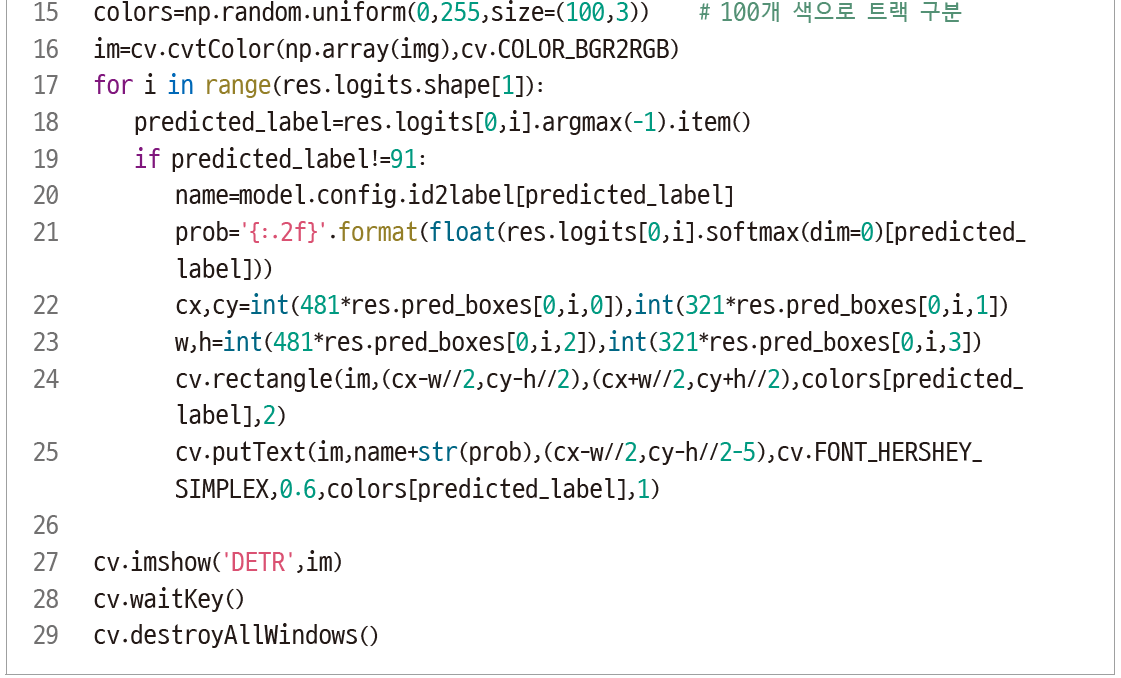 15 colors=np.random.uniform(0,255,size=(100,3)) # 100개 색으로 트랙 구분
16 im=cv.cvtColor(np.array(img),cv.COLOR_BGR2RGB)
17 for i in range(res.logits.shape[1]):
18 predicted_label=res.logits[0,i].argmax(-1).item()
19 if predicted_label!=91:
20 name=model.config.id2label[predicted_label]
21 prob='{:.2f}'.format(float(res.logits[0,i].softmax(dim=0)[predicted_
label]))
22 cx,cy=int(481*res.pred_boxes[0,i,0]),int(321*res.pred_boxes[0,i,1])
23 w,h=int(481*res.pred_boxes[0,i,2]),int(321*res.pred_boxes[0,i,3])
24 cv.rectangle(im,(cx-w//2,cy-h//2),(cx+w//2,cy+h//2),colors[predicted_
label],2)
25 cv.putText(im,name+str(prob),(cx-w//2,cy-h//2-5),cv.FONT_HERSHEY_
SIMPLEX,0.6,colors[predicted_label],1)
26
27 cv.imshow('DETR',im)
28 cv.waitKey()
29 cv.destroyAllWindows()